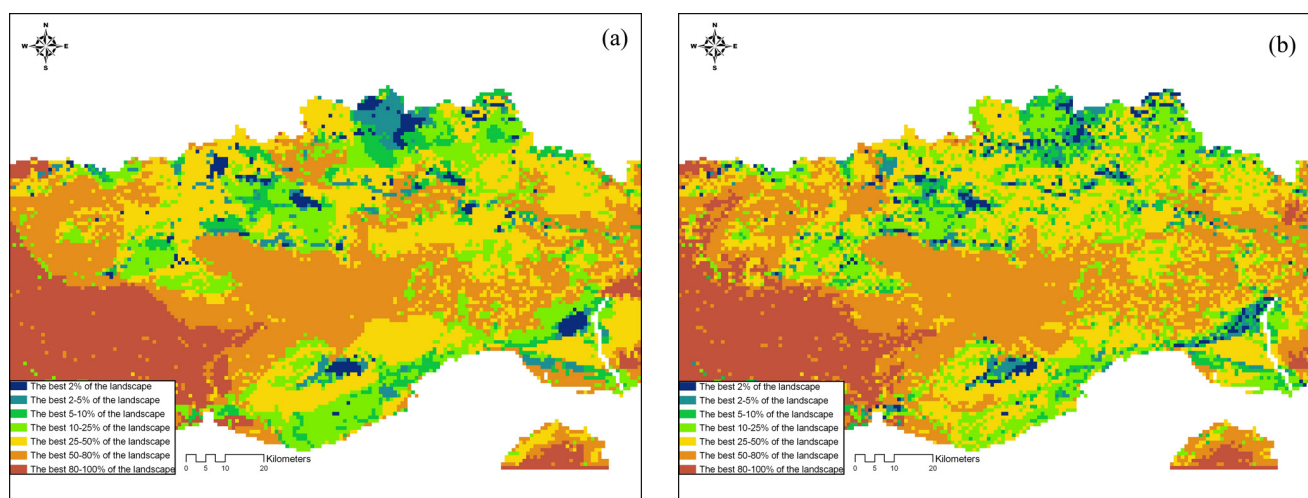 (a)
N
W E
S
The best 2% of the landscape
The best 2-5% of the landscape
The best 5-10% of the landscape
The best 10-25% of the landscape
The best 25-50% of the landscape
The best 50-80% of the landscape
The best 80-100% of the landscape
Kilometers
0 5 10 20
(b)
N
W E
S
The best 2% of the landscape
The best 2-5% of the landscape
The best 5-10% of the landscape
The best 10-25% of the landscape
The best 25-50% of the landscape
The best 50-80% of the landscape
The best 80-100% of the landscape
Kilometers
0 5 10 20